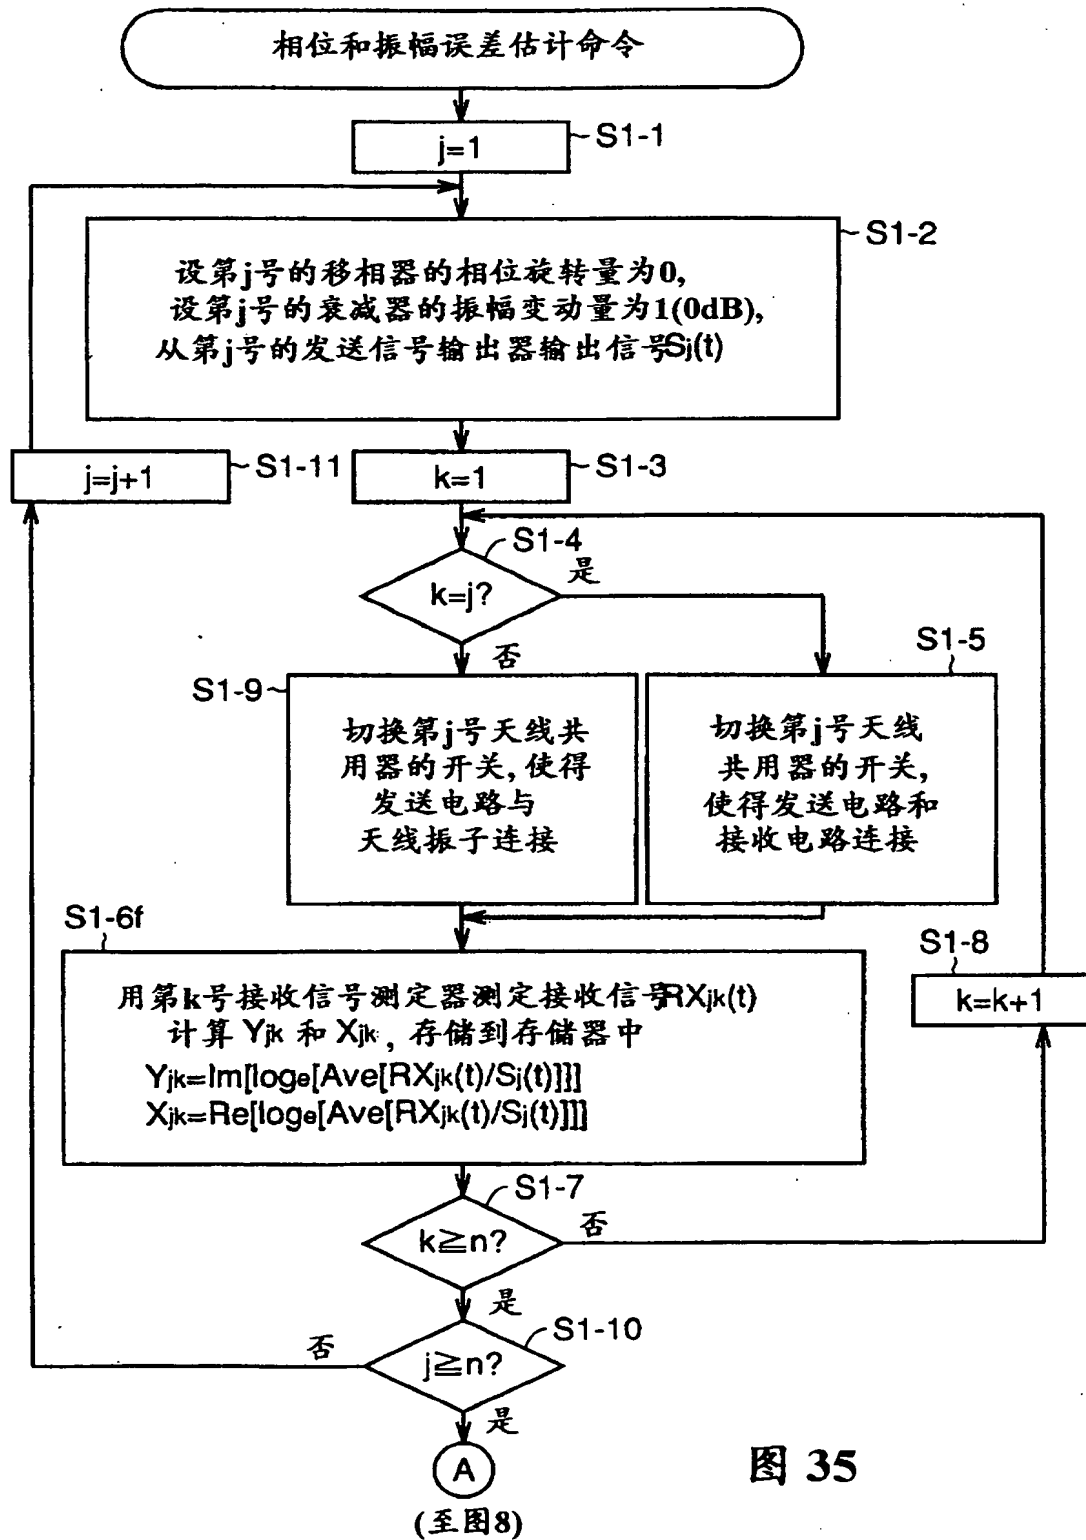 相位和振幅误差估计命令
j=1
S1-1
S1-2
设第j号的移相器的相位旋转量为0,
设第j号的衰减器的振幅变动量为1(0dB),
从第j号的发送信号输出器输出信号Sj(t)
j=j+1
S1-11
k=1
S1-3
S1-4
k=j?
是
否
S1-9
切换第j号天线共
用器的开关,使得
发送电路与
天线振子连接
S1-5
切换第j号天线
共用器的开关,
使得发送电路和
接收电路连接
S1-6f
用第k号接收信号测定器测定接收信号RXjk(t)
计算 Yjk 和 Xjk, 存储到存储器中
Yjk=Im[loge[Ave[RXjk(t)/Sj(t)]]]
Xjk=Re[loge[Ave[RXjk(t)/Sj(t)]]]
S1-8
k=k+1
S1-7
k≧n?
否
是
S1-10
j≧n?
否
是
A
(至图8)
图 35